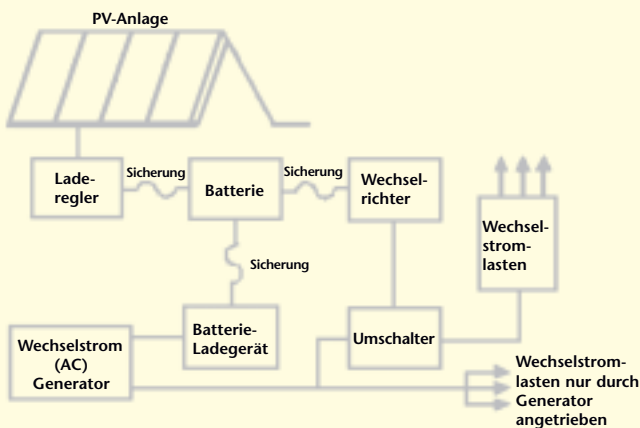 PV-Anlage
Lade-
regler
Sicherung
Batterie
Sicherung
Wechsel-
richter
Wechsel-
strom-
lasten
Sicherung
Wechselstrom
(AC)
Generator
Batterie-
Ladegerät
Umschalter
Wechselstrom-
lasten nur durch
Generator
angetrieben